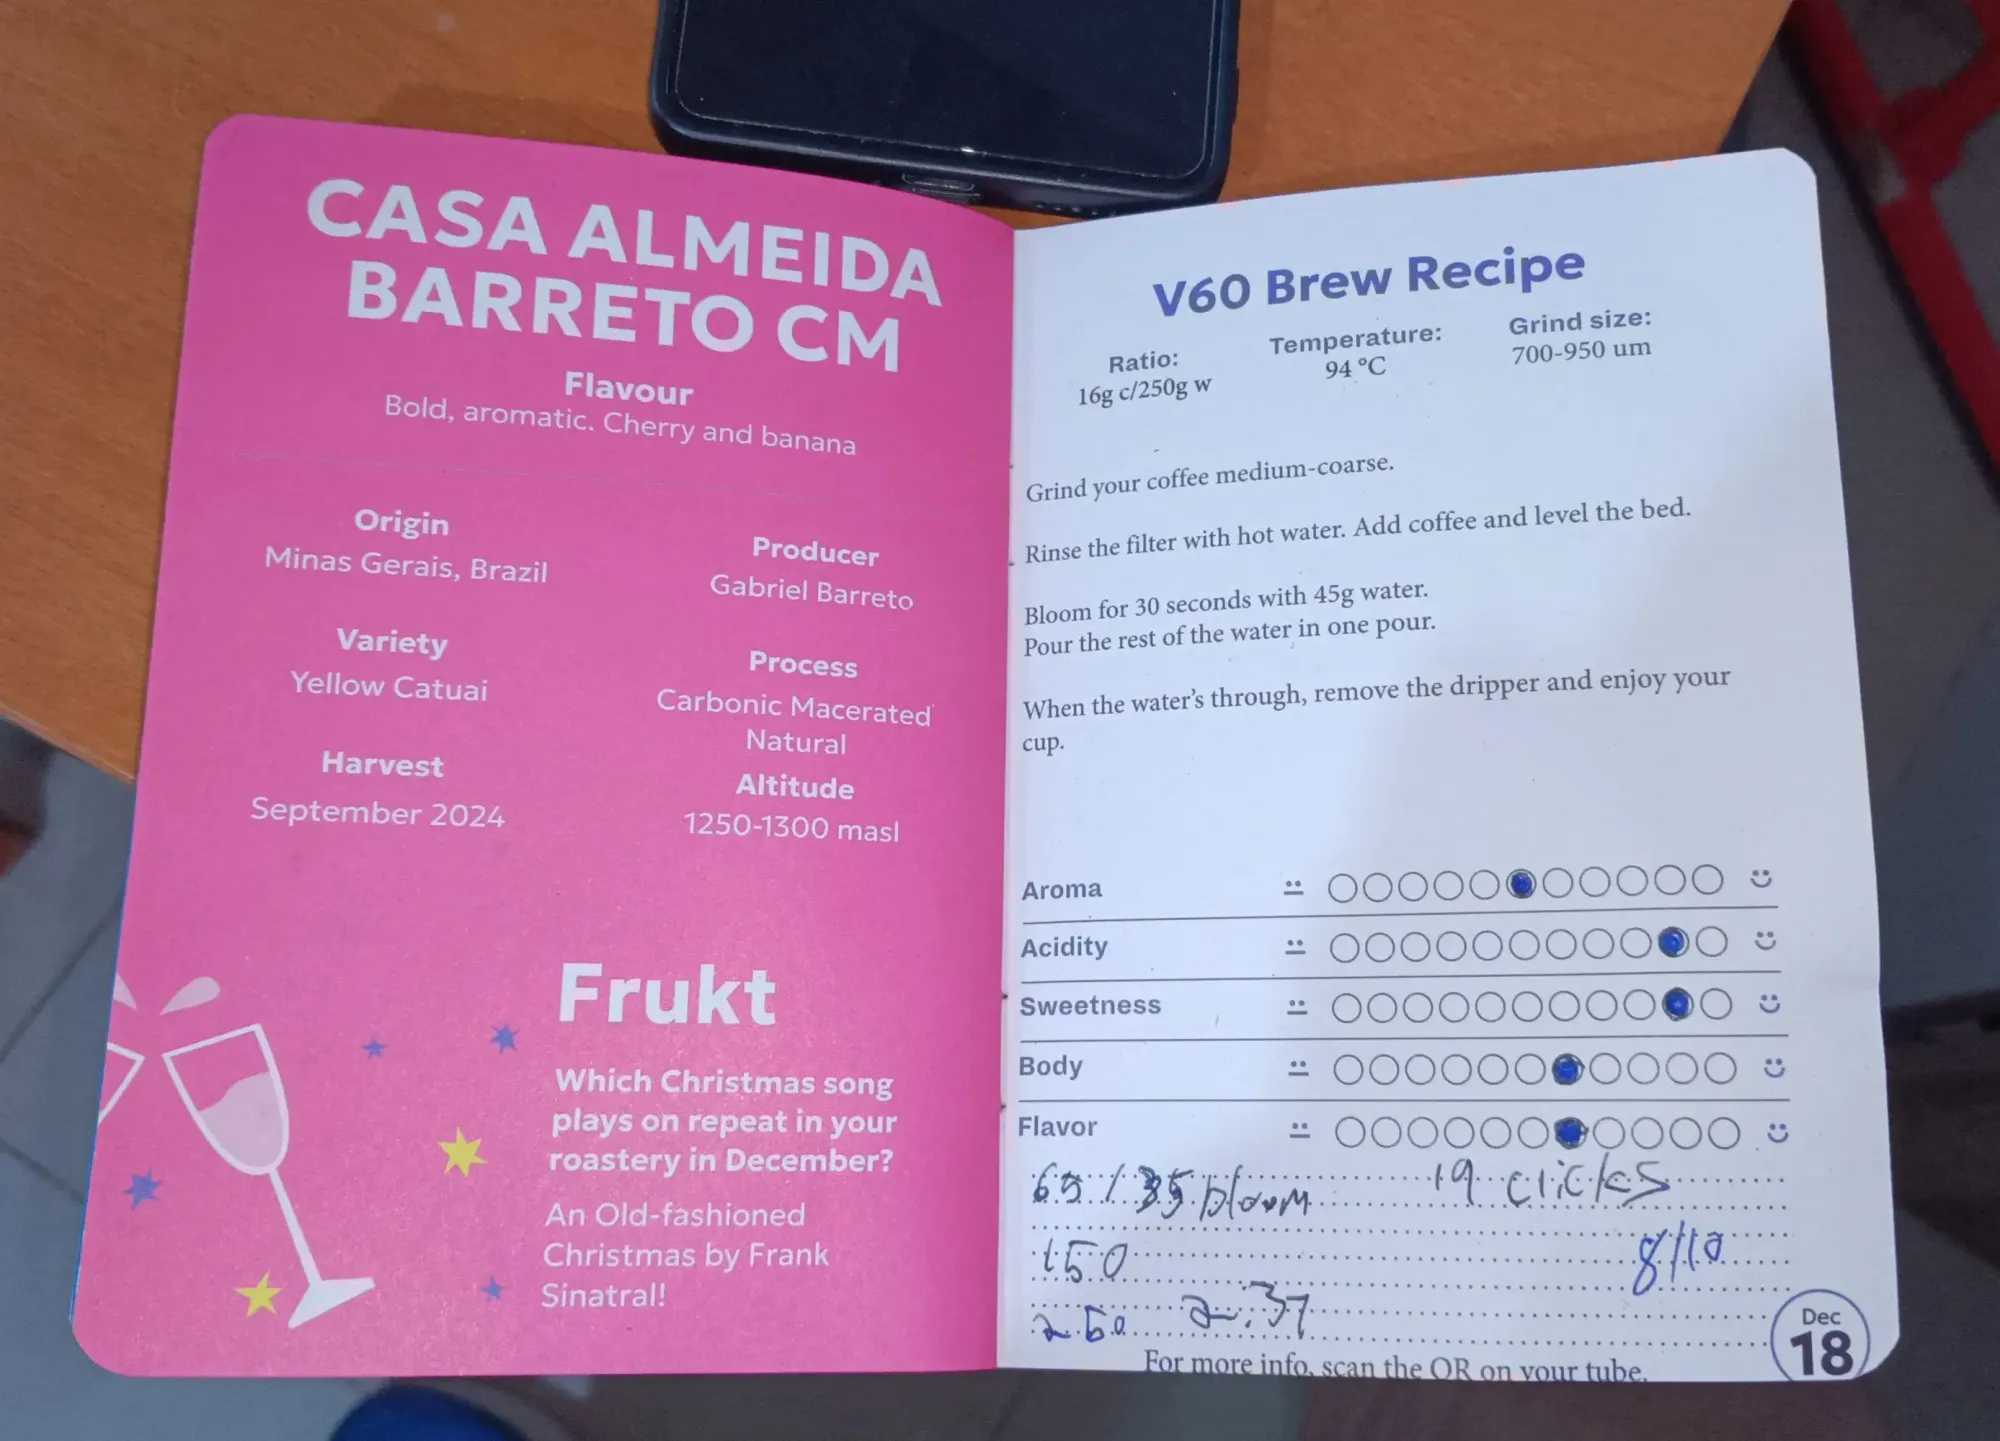 CASA ALMEIDA
BARRETO CM
Flavour
Bold, aromatic. Cherry and banana
Origin
Minas Gerais, Brazil
Producer
Gabriel Barreto
Variety
Yellow Catuai
Process
Carbonic Macerated
Natural
Harvest
September 2024
Altitude
1250-1300 masl
Frukt
Which Christmas song
plays on repeat in your
roastery in December?
An Old-fashioned
Christmas by Frank
Sinatral!
V60 Brew Recipe
Ratio:
16g c/250g w
Temperature:
94 °C
Grind size:
700-950 um
Grind your coffee medium-coarse.
Rinse the filter with hot water. Add coffee and level the bed.
Bloom for 30 seconds with 45g water.
Pour the rest of the water in one pour.
When the water's through, remove the dripper and enjoy your
cup.
Aroma
Acidity
Sweetness
Body
Flavor
bloom 19 clicks
150
8/10
250 2:37
Dec
18
For more info, scan the QR on your tube.